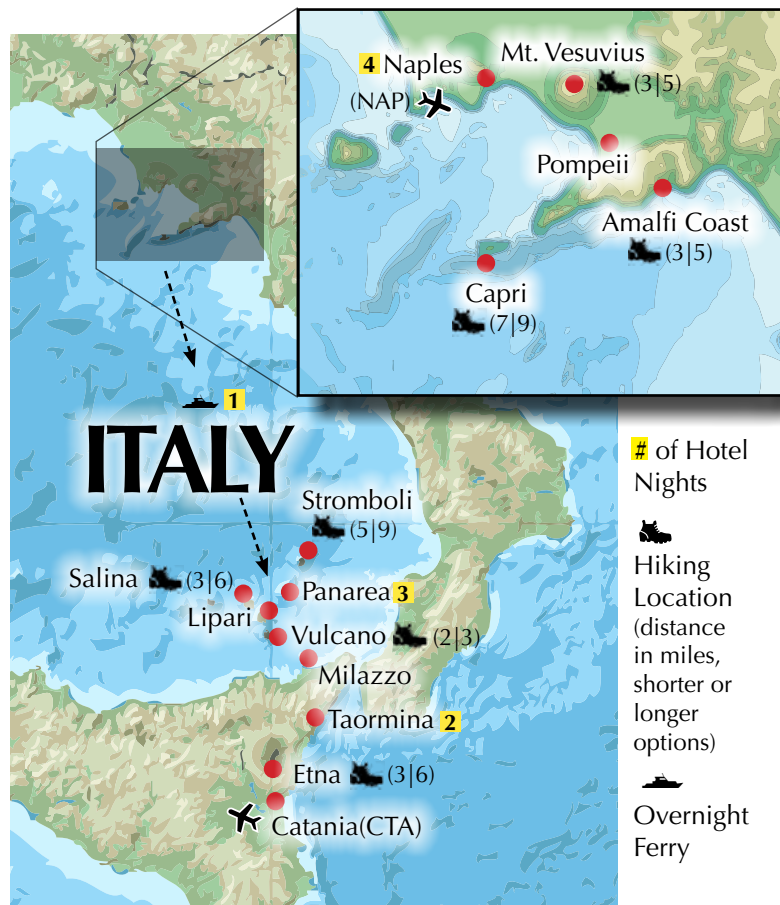 4 Naples
(NAP)
Mt. Vesuvius
(3|5)
Pompeii
Amalfi Coast
(3|5)
Capri
(7|9)
1
ITALY
Stromboli
(5|9)
Salina (3|6)
Panarea 3
Lipari
Vulcano (2|3)
Milazzo
Taormina 2
Etna (3|6)
Catania(CTA)
# of Hotel
Nights
Hiking
Location
(distance
in miles,
shorter or
longer
options)
Overnight
Ferry